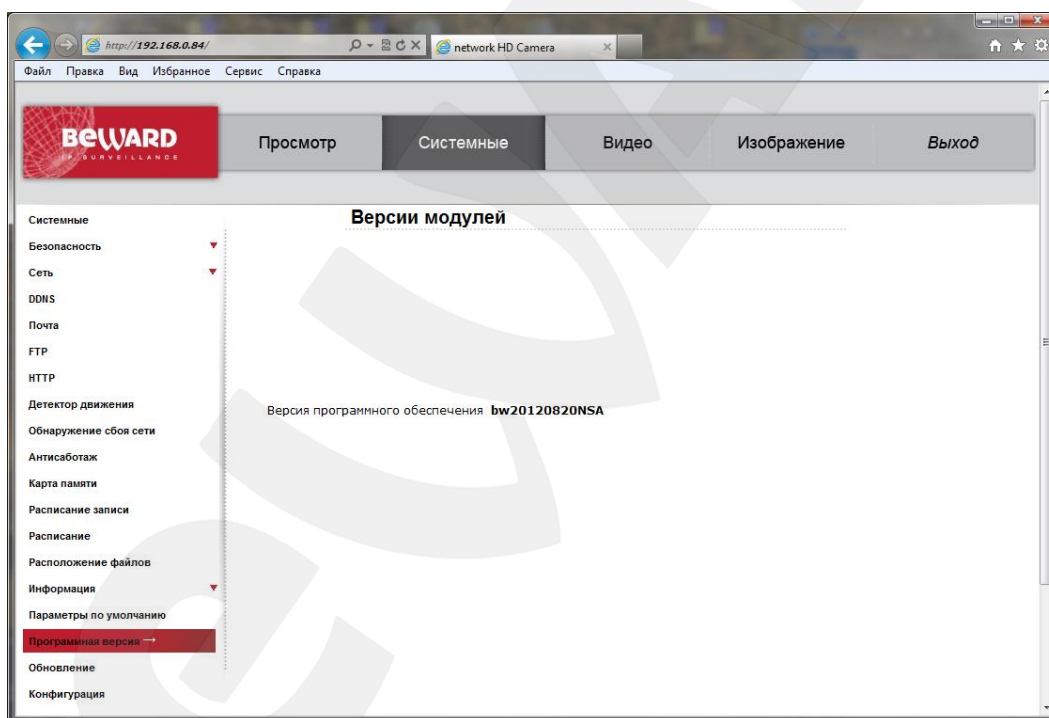 http://192.168.0.84/
network HD Camera
Файл Правка Вид Избранное Сервис Справка
BEWARD
IP SURVEILLANCE
Просмотр Системные Видео Изображение Выход
Версии модулей
Системные
Безопасность
Сеть
DDNS
Почта
FTP
HTTP
Детектор движения
Версия программного обеспечения bw20120820NSA
Обнаружение сбоя сети
Антисаботаж
Карта памяти
Расписание записи
Расписание
Расположение файлов
Информация
Параметры по умолчанию
Программная версия →
Обновление
Конфигурация